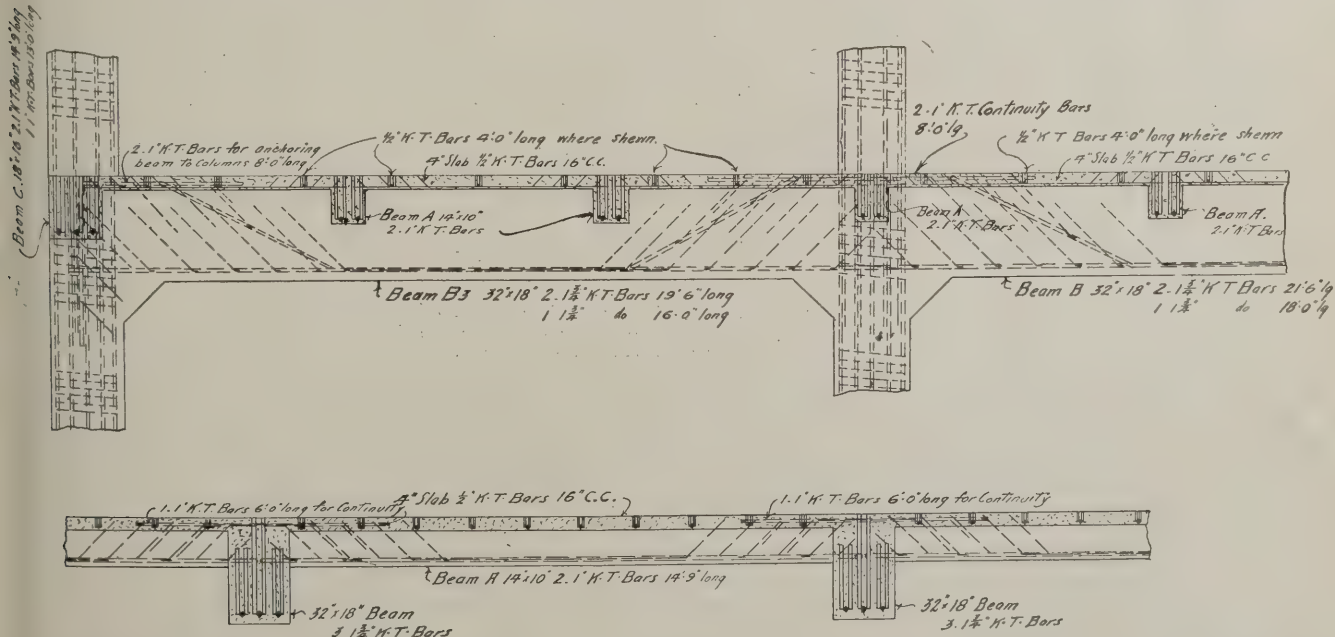 Beam C. 18"x18" 2.1" K.T. Bars 14'9" long
1 1" K.T. Bars 13'0" long
2.1" K.T. Bars for anchoring
beam to Columns 8'0" long
½" K.T. Bars 4'0" long where shewn.
4" Slab ½" K.T. Bars 16" C.C.
2.1" K.T. Continuity Bars
8'0" lg
½" K T Bars 4'0" long where shewn
4" Slab ½" K T Bars 16" C.C
Beam A 14"x10"
2.1" K.T. Bars
Beam A
2.1" K.T. Bars
Beam A.
2.1" K.T. Bars
Beam B3 32"x18" 2.1¾" K.T. Bars 19'6" long
1 1¾" do 16'0" long
Beam B 32"x18" 2.1¾" K T Bars 21'6" lg
1 1¾" do 18'0" lg
1.1" K.T. Bars 6'0" long for Continuity
4" Slab ½" K.T. Bars 16" C.C.
1.1" K.T. Bars 6'0" long for Continuity
Beam A 14"x10" 2.1" K.T. Bars 14'9" long
32"x18" Beam
3.1¾" K.T. Bars
32"x18" Beam
3.1¾" K.T. Bars